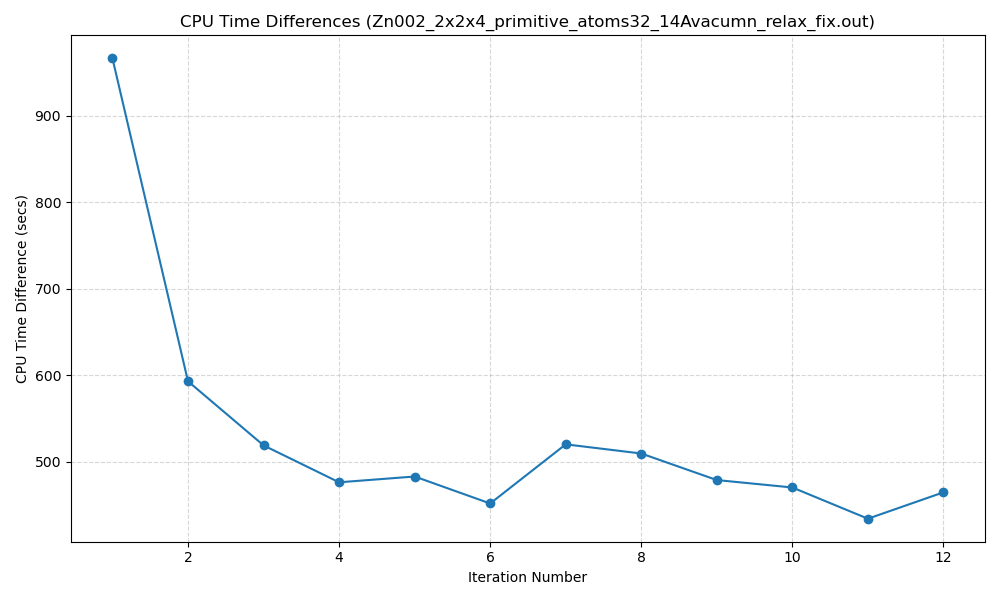 CPU Time Differences (Zn002_2x2x4_primitive_atoms32_14Avacumn_relax_fix.out)
900
800
700
600
500
CPU Time Difference (secs)
2 4 6 8 10 12
Iteration Number